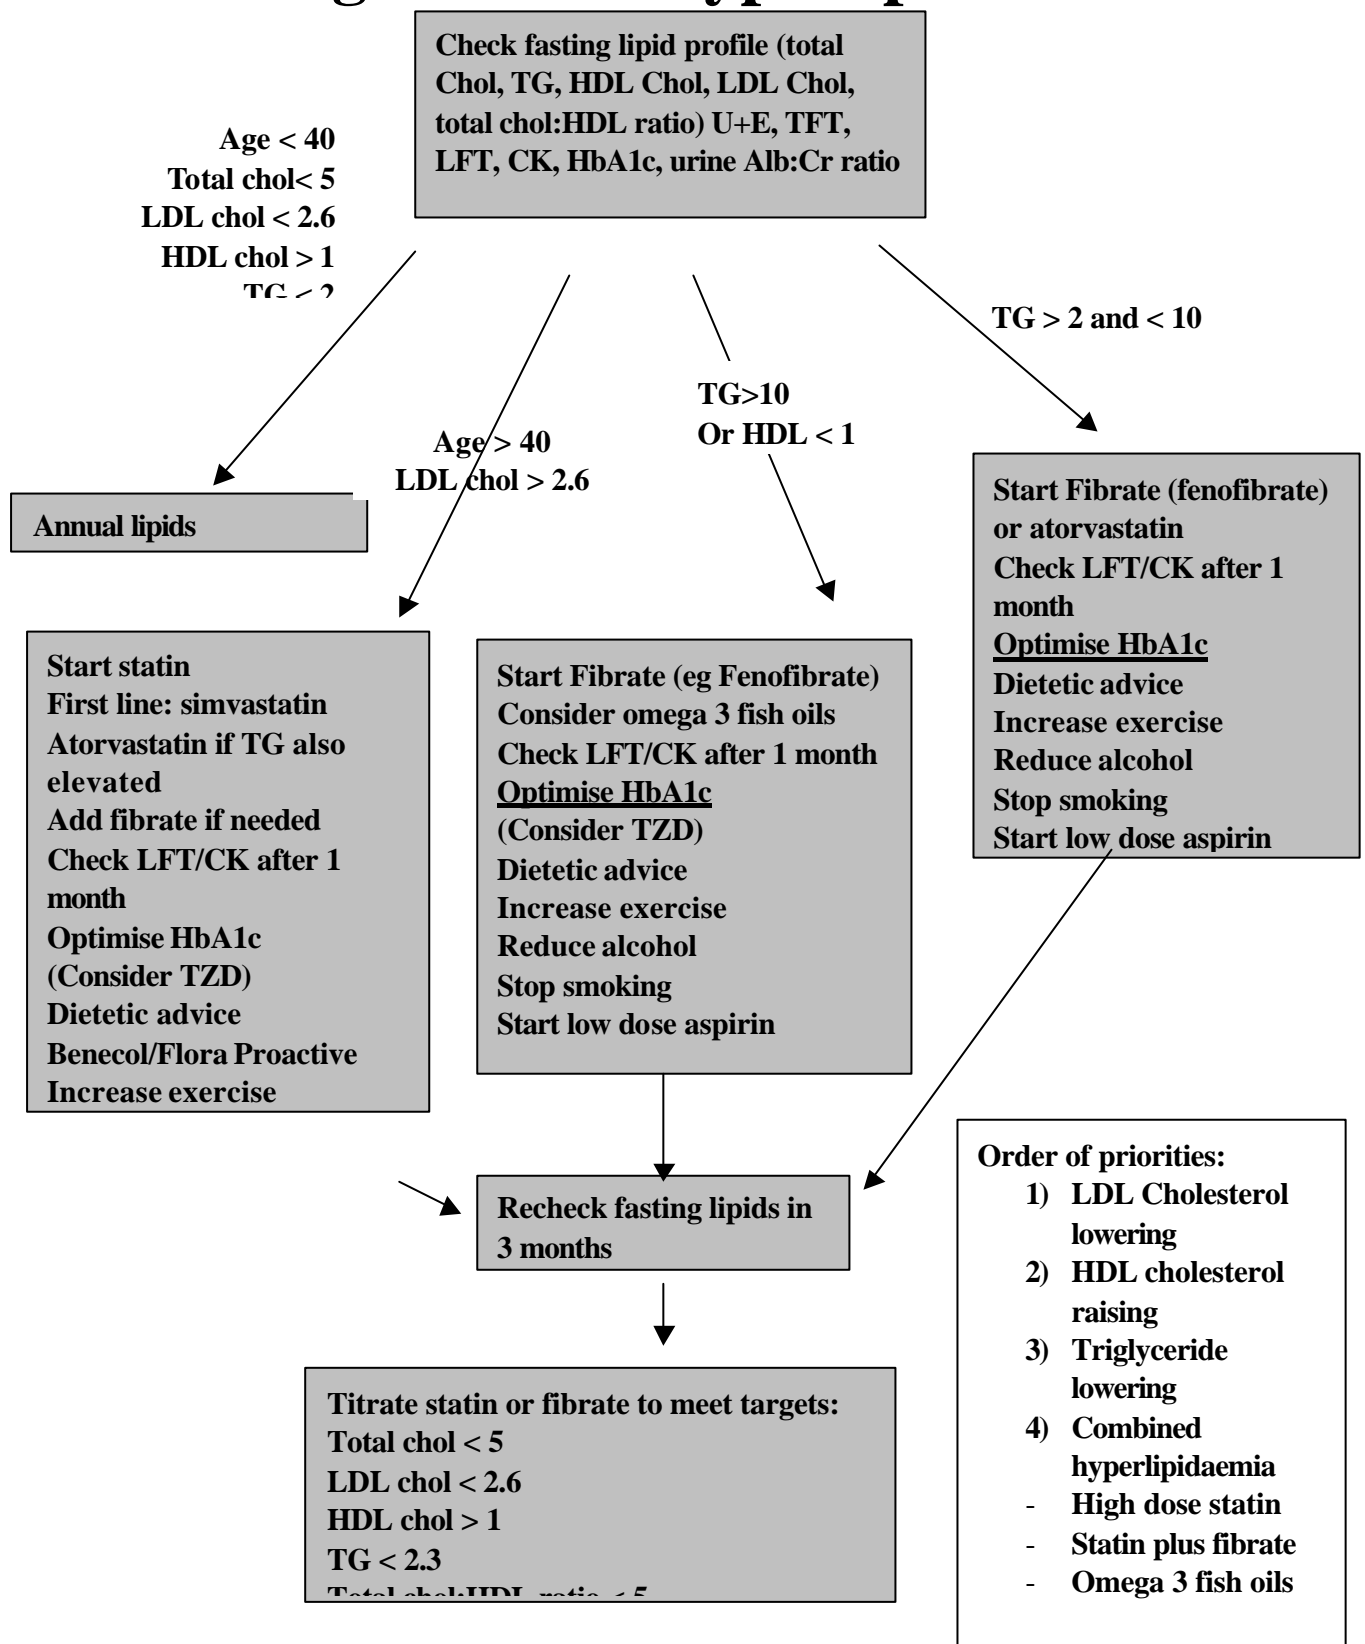 Check fasting lipid profile (total
Chol, TG, HDL Chol, LDL Chol,
total chol:HDL ratio) U+E, TFT,
LFT, CK, HbA1c, urine Alb:Cr ratio
Age < 40
Total chol< 5
LDL chol < 2.6
HDL chol > 1
TG < 2
TG > 2 and < 10
TG>10
Or HDL < 1
Age > 40
LDL chol > 2.6
Annual lipids
Start statin
First line: simvastatin
Atorvastatin if TG also
elevated
Add fibrate if needed
Check LFT/CK after 1
month
Optimise HbA1c
(Consider TZD)
Dietetic advice
Benecol/Flora Proactive
Increase exercise
Start Fibrate (eg Fenofibrate)
Consider omega 3 fish oils
Check LFT/CK after 1 month
Optimise HbA1c
(Consider TZD)
Dietetic advice
Increase exercise
Reduce alcohol
Stop smoking
Start low dose aspirin
Start Fibrate (fenofibrate)
or atorvastatin
Check LFT/CK after 1
month
Optimise HbA1c
Dietetic advice
Increase exercise
Reduce alcohol
Stop smoking
Start low dose aspirin
Recheck fasting lipids in
3 months
Titrate statin or fibrate to meet targets:
Total chol < 5
LDL chol < 2.6
HDL chol > 1
TG < 2.3
Total chol:HDL ratio < 5
Order of priorities:
1) LDL Cholesterol
lowering
2) HDL cholesterol
raising
3) Triglyceride
lowering
4) Combined
hyperlipidaemia
- High dose statin
- Statin plus fibrate
- Omega 3 fish oils